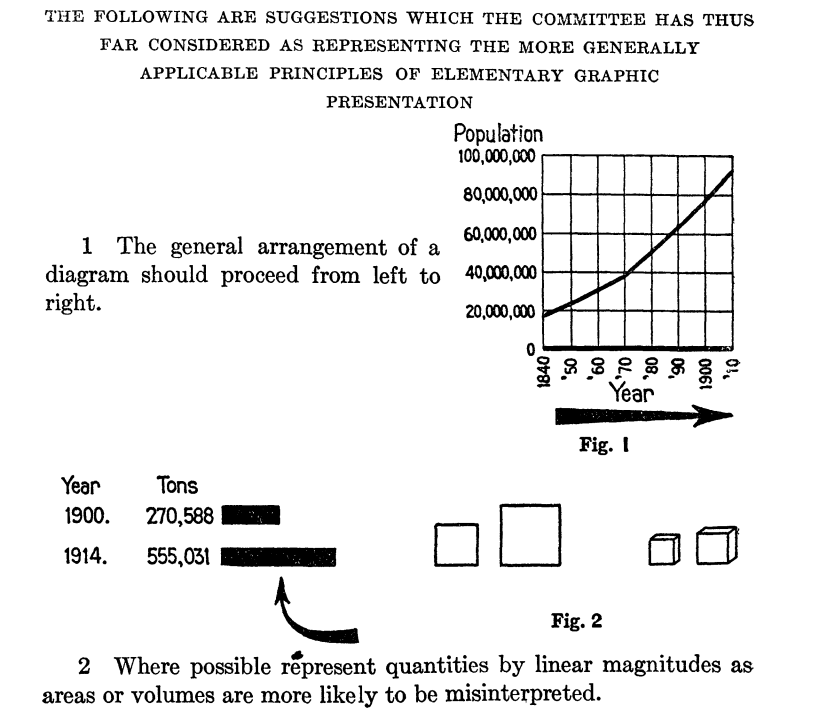 THE FOLLOWING ARE SUGGESTIONS WHICH THE COMMITTEE HAS THUS
FAR CONSIDERED AS REPRESENTING THE MORE GENERALLY
APPLICABLE PRINCIPLES OF ELEMENTARY GRAPHIC
PRESENTATION
1 The general arrangement of a
diagram should proceed from left to
right.
Population
100,000,000
80,000,000
60,000,000
40,000,000
20,000,000
0
1840 '50 '60 '70 '80 '90 1900 '10
Year
Fig. 1
Year Tons
1900. 270,588
1914. 555,031
Fig. 2
2 Where possible represent quantities by linear magnitudes as
areas or volumes are more likely to be misinterpreted.